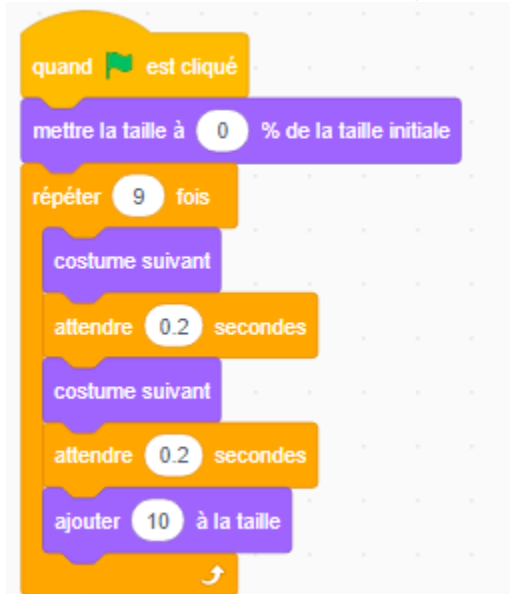 quand est cliqué
mettre la taille à 0 % de la taille initiale
répéter 9 fois
costume suivant
attendre 0.2 secondes
costume suivant
attendre 0.2 secondes
ajouter 10 à la taille